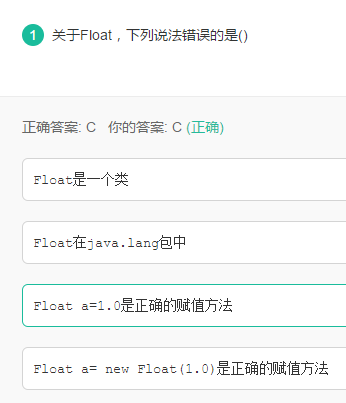 1 关于Float，下列说法错误的是()
正确答案: C 你的答案: C (正确)
Float是一个类
Float在java.lang包中
Float a=1.0是正确的赋值方法
Float a= new Float(1.0)是正确的赋值方法